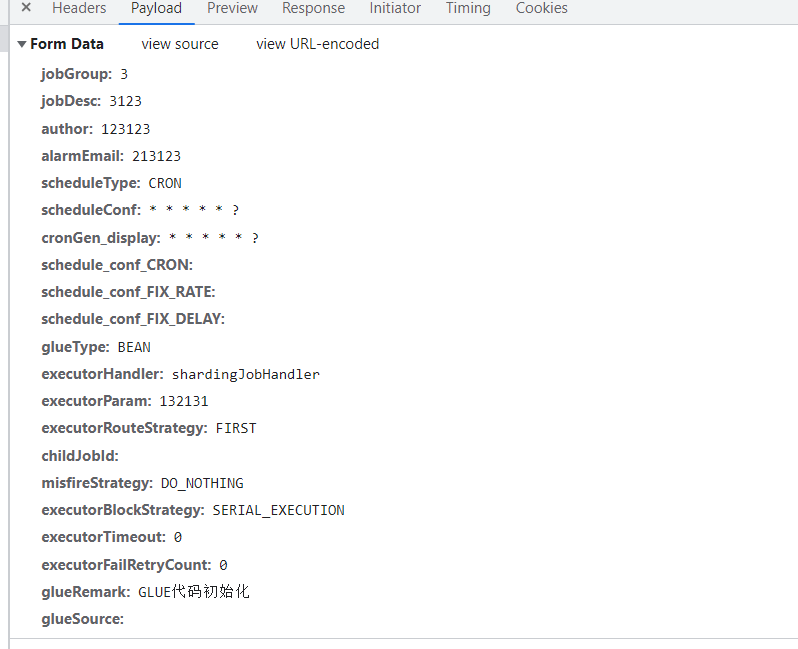 × Headers Payload Preview Response Initiator Timing Cookies
▼ Form Data view source view URL-encoded
jobGroup: 3
jobDesc: 3123
author: 123123
alarmEmail: 213123
scheduleType: CRON
scheduleConf: * * * * * ?
cronGen_display: * * * * * ?
schedule_conf_CRON:
schedule_conf_FIX_RATE:
schedule_conf_FIX_DELAY:
glueType: BEAN
executorHandler: shardingJobHandler
executorParam: 132131
executorRouteStrategy: FIRST
childJobId:
misfireStrategy: DO_NOTHING
executorBlockStrategy: SERIAL_EXECUTION
executorTimeout: 0
executorFailRetryCount: 0
glueRemark: GLUE代码初始化
glueSource: